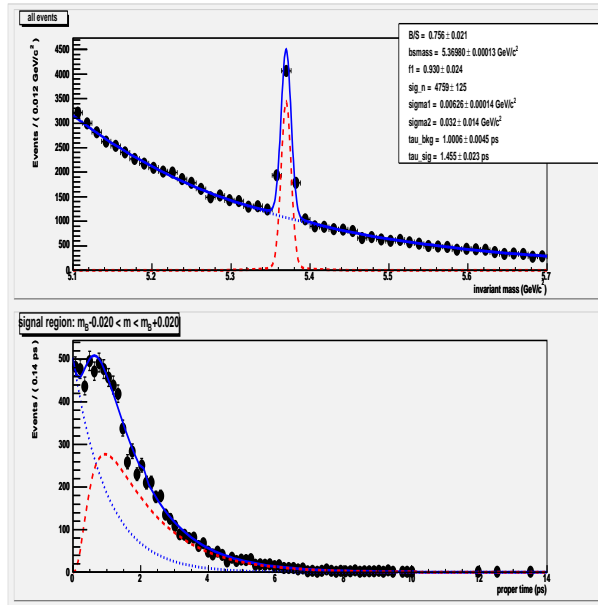 all events
B/S = 0.756 ± 0.021
bsmass = 5.36980 ± 0.00013 GeV/c²
f1 = 0.930 ± 0.024
sig_n = 4759 ± 125
sigma1 = 0.00626 ± 0.00014 GeV/c²
sigma2 = 0.032 ± 0.014 GeV/c²
tau_bkg = 1.0006 ± 0.0045 ps
tau_sig = 1.455 ± 0.023 ps
Events / ( 0.012 GeV/c² )
4500
4000
3500
3000
2500
2000
1500
1000
500
0
5.1 5.2 5.3 5.4 5.5 5.6 5.7
invariant mass (GeV/c²)
signal region: m_B-0.020 < m < m_B+0.020
Events / ( 0.14 ps )
500
400
300
200
100
0
0 2 4 6 8 10 12 14
proper time (ps)